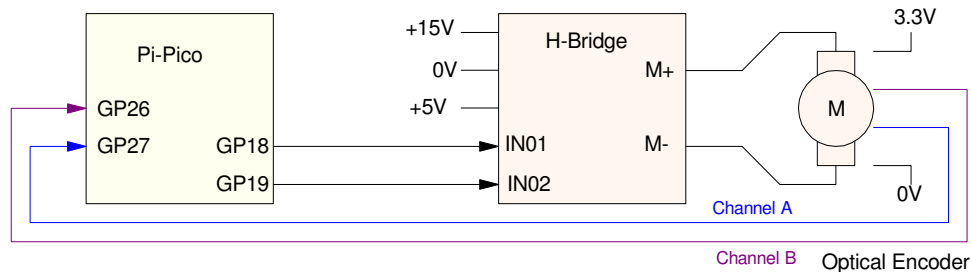 Pi-Pico
GP26
GP27
GP18
GP19
+15V
0V
+5V
H-Bridge
M+
M-
IN01
IN02
M
3.3V
0V
Channel A
Channel B
Optical Encoder